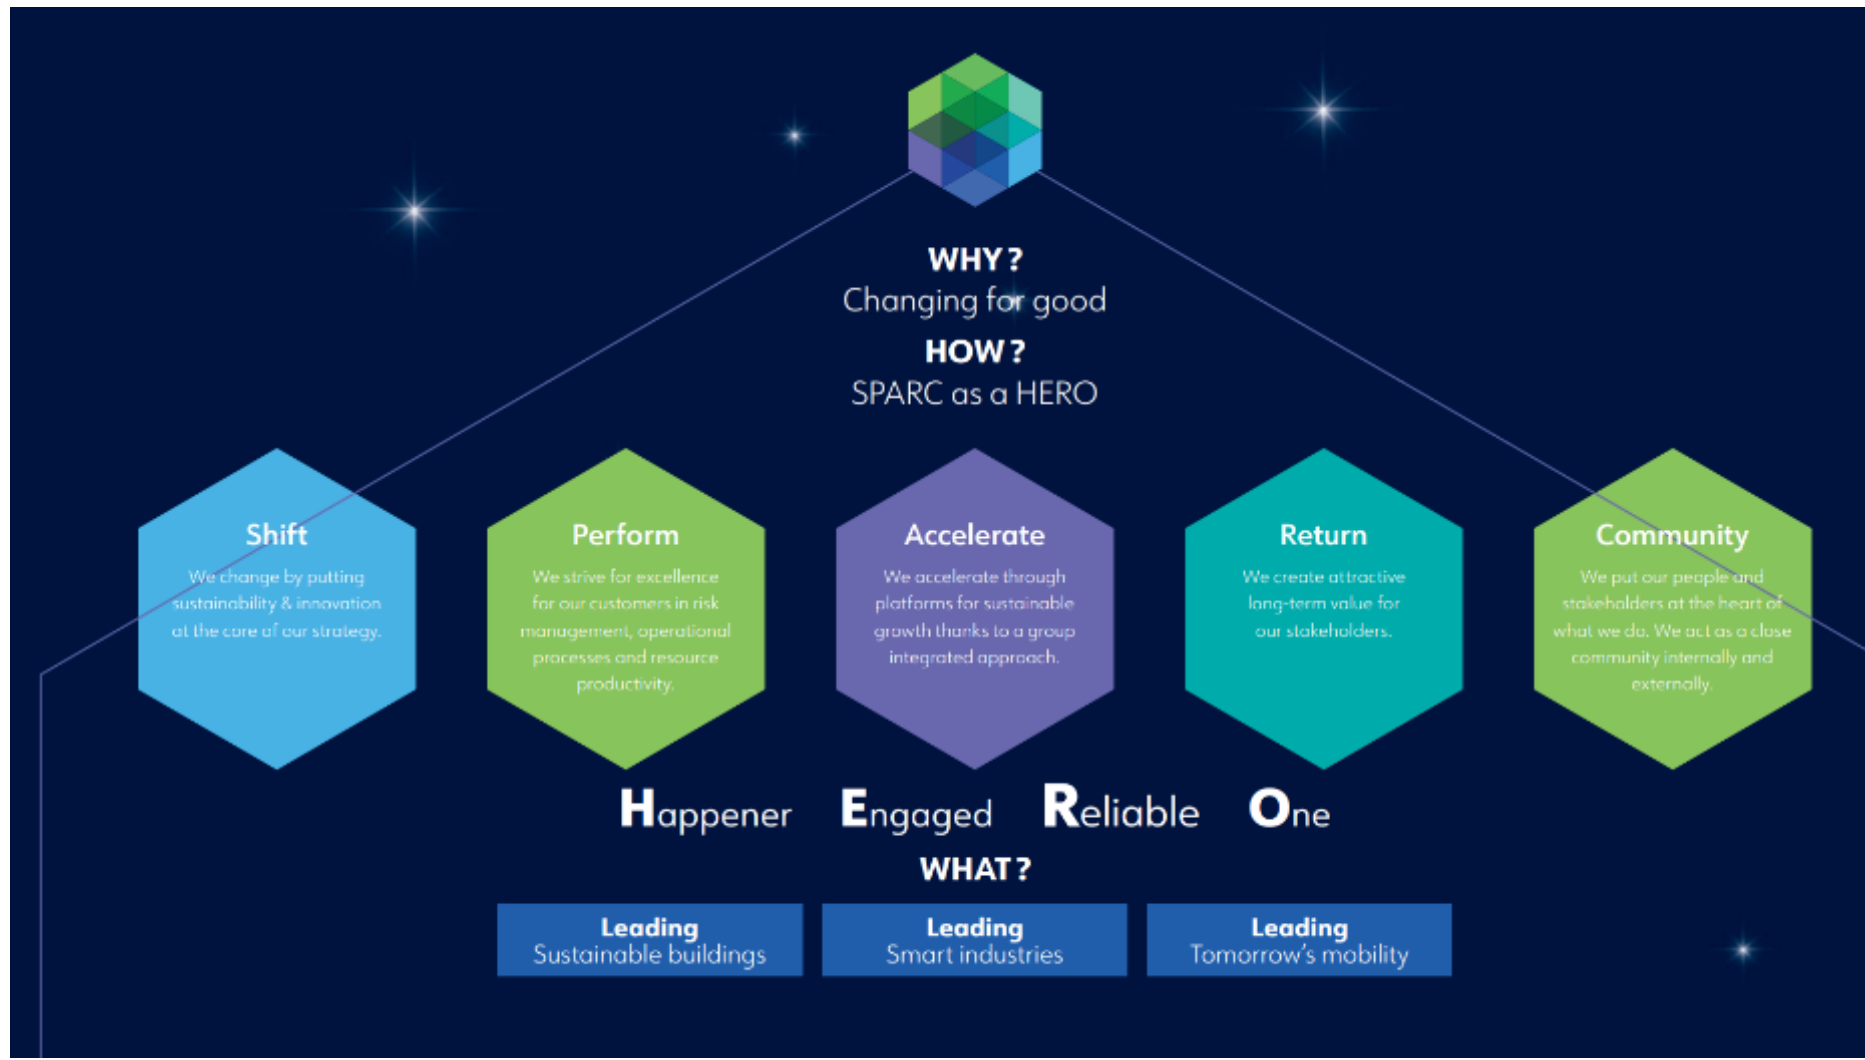 WHY?
Changing for good
HOW?
SPARC as a HERO
Shift
We change by putting
sustainability & innovation
at the core of our strategy.
Perform
We strive for excellence
for our customers in risk
management, operational
processes and resource
productivity.
Accelerate
We accelerate through
platforms for sustainable
growth thanks to a group
integrated approach.
Return
We create attractive
long-term value for
our stakeholders.
Community
We put our people and
stakeholders at the heart of
what we do. We act as a close
community internally and
externally.
Happener Engaged Reliable One
WHAT?
Leading
Sustainable buildings
Leading
Smart industries
Leading
Tomorrow's mobility